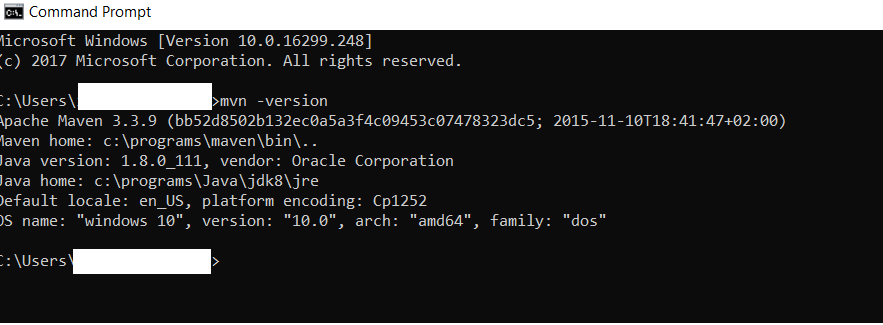 Command Prompt
Microsoft Windows [Version 10.0.16299.248]
(c) 2017 Microsoft Corporation. All rights reserved.
C:\Users\ >mvn -version
Apache Maven 3.3.9 (bb52d8502b132ec0a5a3f4c09453c07478323dc5; 2015-11-10T18:41:47+02:00)
Maven home: c:\programs\maven\bin\..
Java version: 1.8.0_111, vendor: Oracle Corporation
Java home: c:\programs\Java\jdk8\jre
Default locale: en_US, platform encoding: Cp1252
OS name: "windows 10", version: "10.0", arch: "amd64", family: "dos"
C:\Users\ >